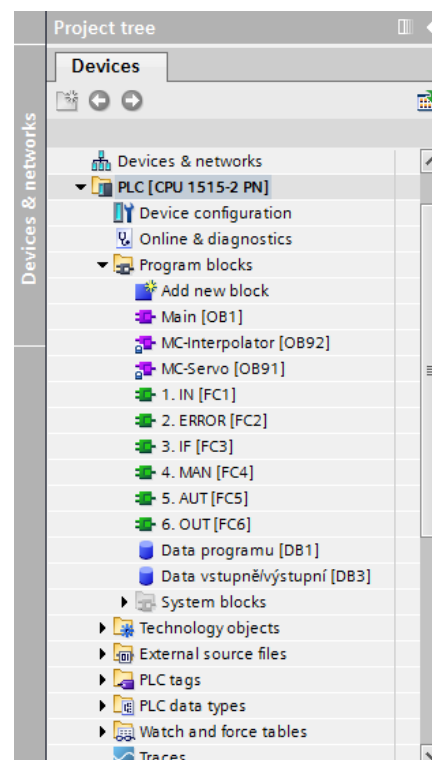 Project tree
Devices
Devices & networks
Devices & networks
PLC [CPU 1515-2 PN]
Device configuration
Online & diagnostics
Program blocks
Add new block
Main [OB1]
MC-Interpolator [OB92]
MC-Servo [OB91]
1. IN [FC1]
2. ERROR [FC2]
3. IF [FC3]
4. MAN [FC4]
5. AUT [FC5]
6. OUT [FC6]
Data programu [DB1]
Data vstupně/výstupní [DB3]
System blocks
Technology objects
External source files
PLC tags
PLC data types
Watch and force tables
Traces